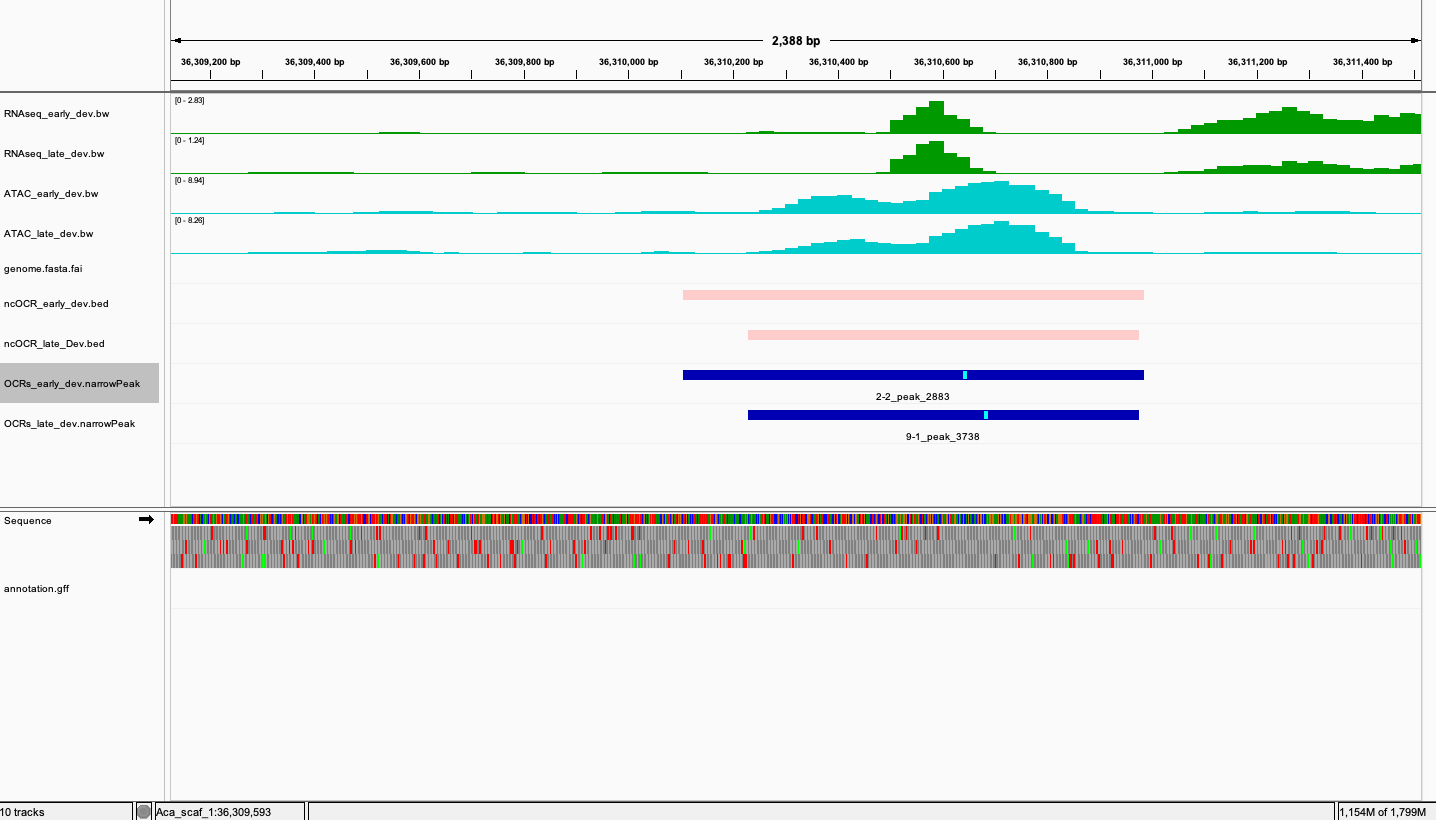 2,388 bp
36,309,200 bp 36,309,400 bp 36,309,600 bp 36,309,800 bp 36,310,000 bp 36,310,200 bp 36,310,400 bp 36,310,600 bp 36,310,800 bp 36,311,000 bp 36,311,200 bp 36,311,400 bp
[0 - 2.83]
RNAseq_early_dev.bw
[0 - 1.24]
RNAseq_late_dev.bw
[0 - 8.94]
ATAC_early_dev.bw
[0 - 8.26]
ATAC_late_dev.bw
genome.fasta.fai
ncOCR_early_dev.bed
ncOCR_late_Dev.bed
OCRs_early_dev.narrowPeak
2-2_peak_2883
OCRs_late_dev.narrowPeak
9-1_peak_3738
Sequence
annotation.gff
10 tracks Aca_scaf_1:36,309,593 1,154M of 1,799M